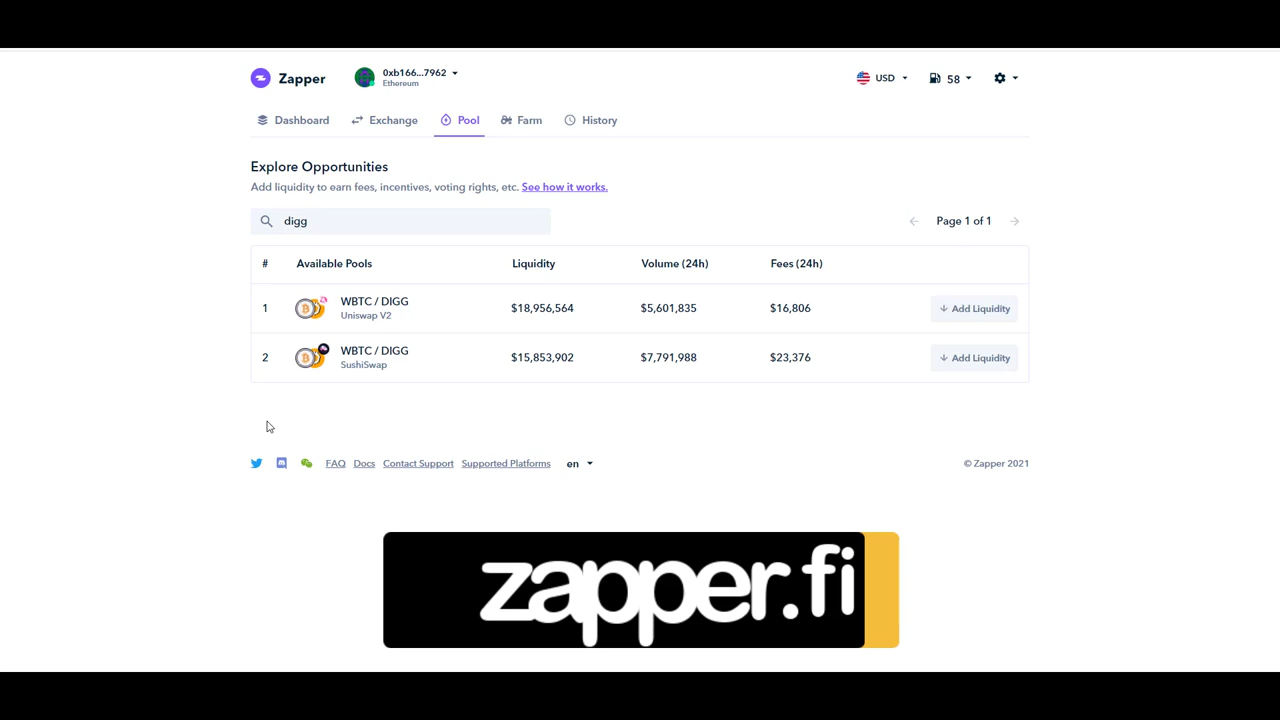 Zapper
0xb166...7962
Ethereum
USD
58
Dashboard
Exchange
Pool
Farm
History
Explore Opportunities
Add liquidity to earn fees, incentives, voting rights, etc. See how it works.
digg
Page 1 of 1
# Available Pools Liquidity Volume (24h) Fees (24h)
1 WBTC / DIGG $18,956,564 $5,601,835 $16,806 Add Liquidity
Uniswap V2
2 WBTC / DIGG $15,853,902 $7,791,988 $23,376 Add Liquidity
SushiSwap
FAQ Docs Contact Support Supported Platforms en © Zapper 2021
zapper.fi